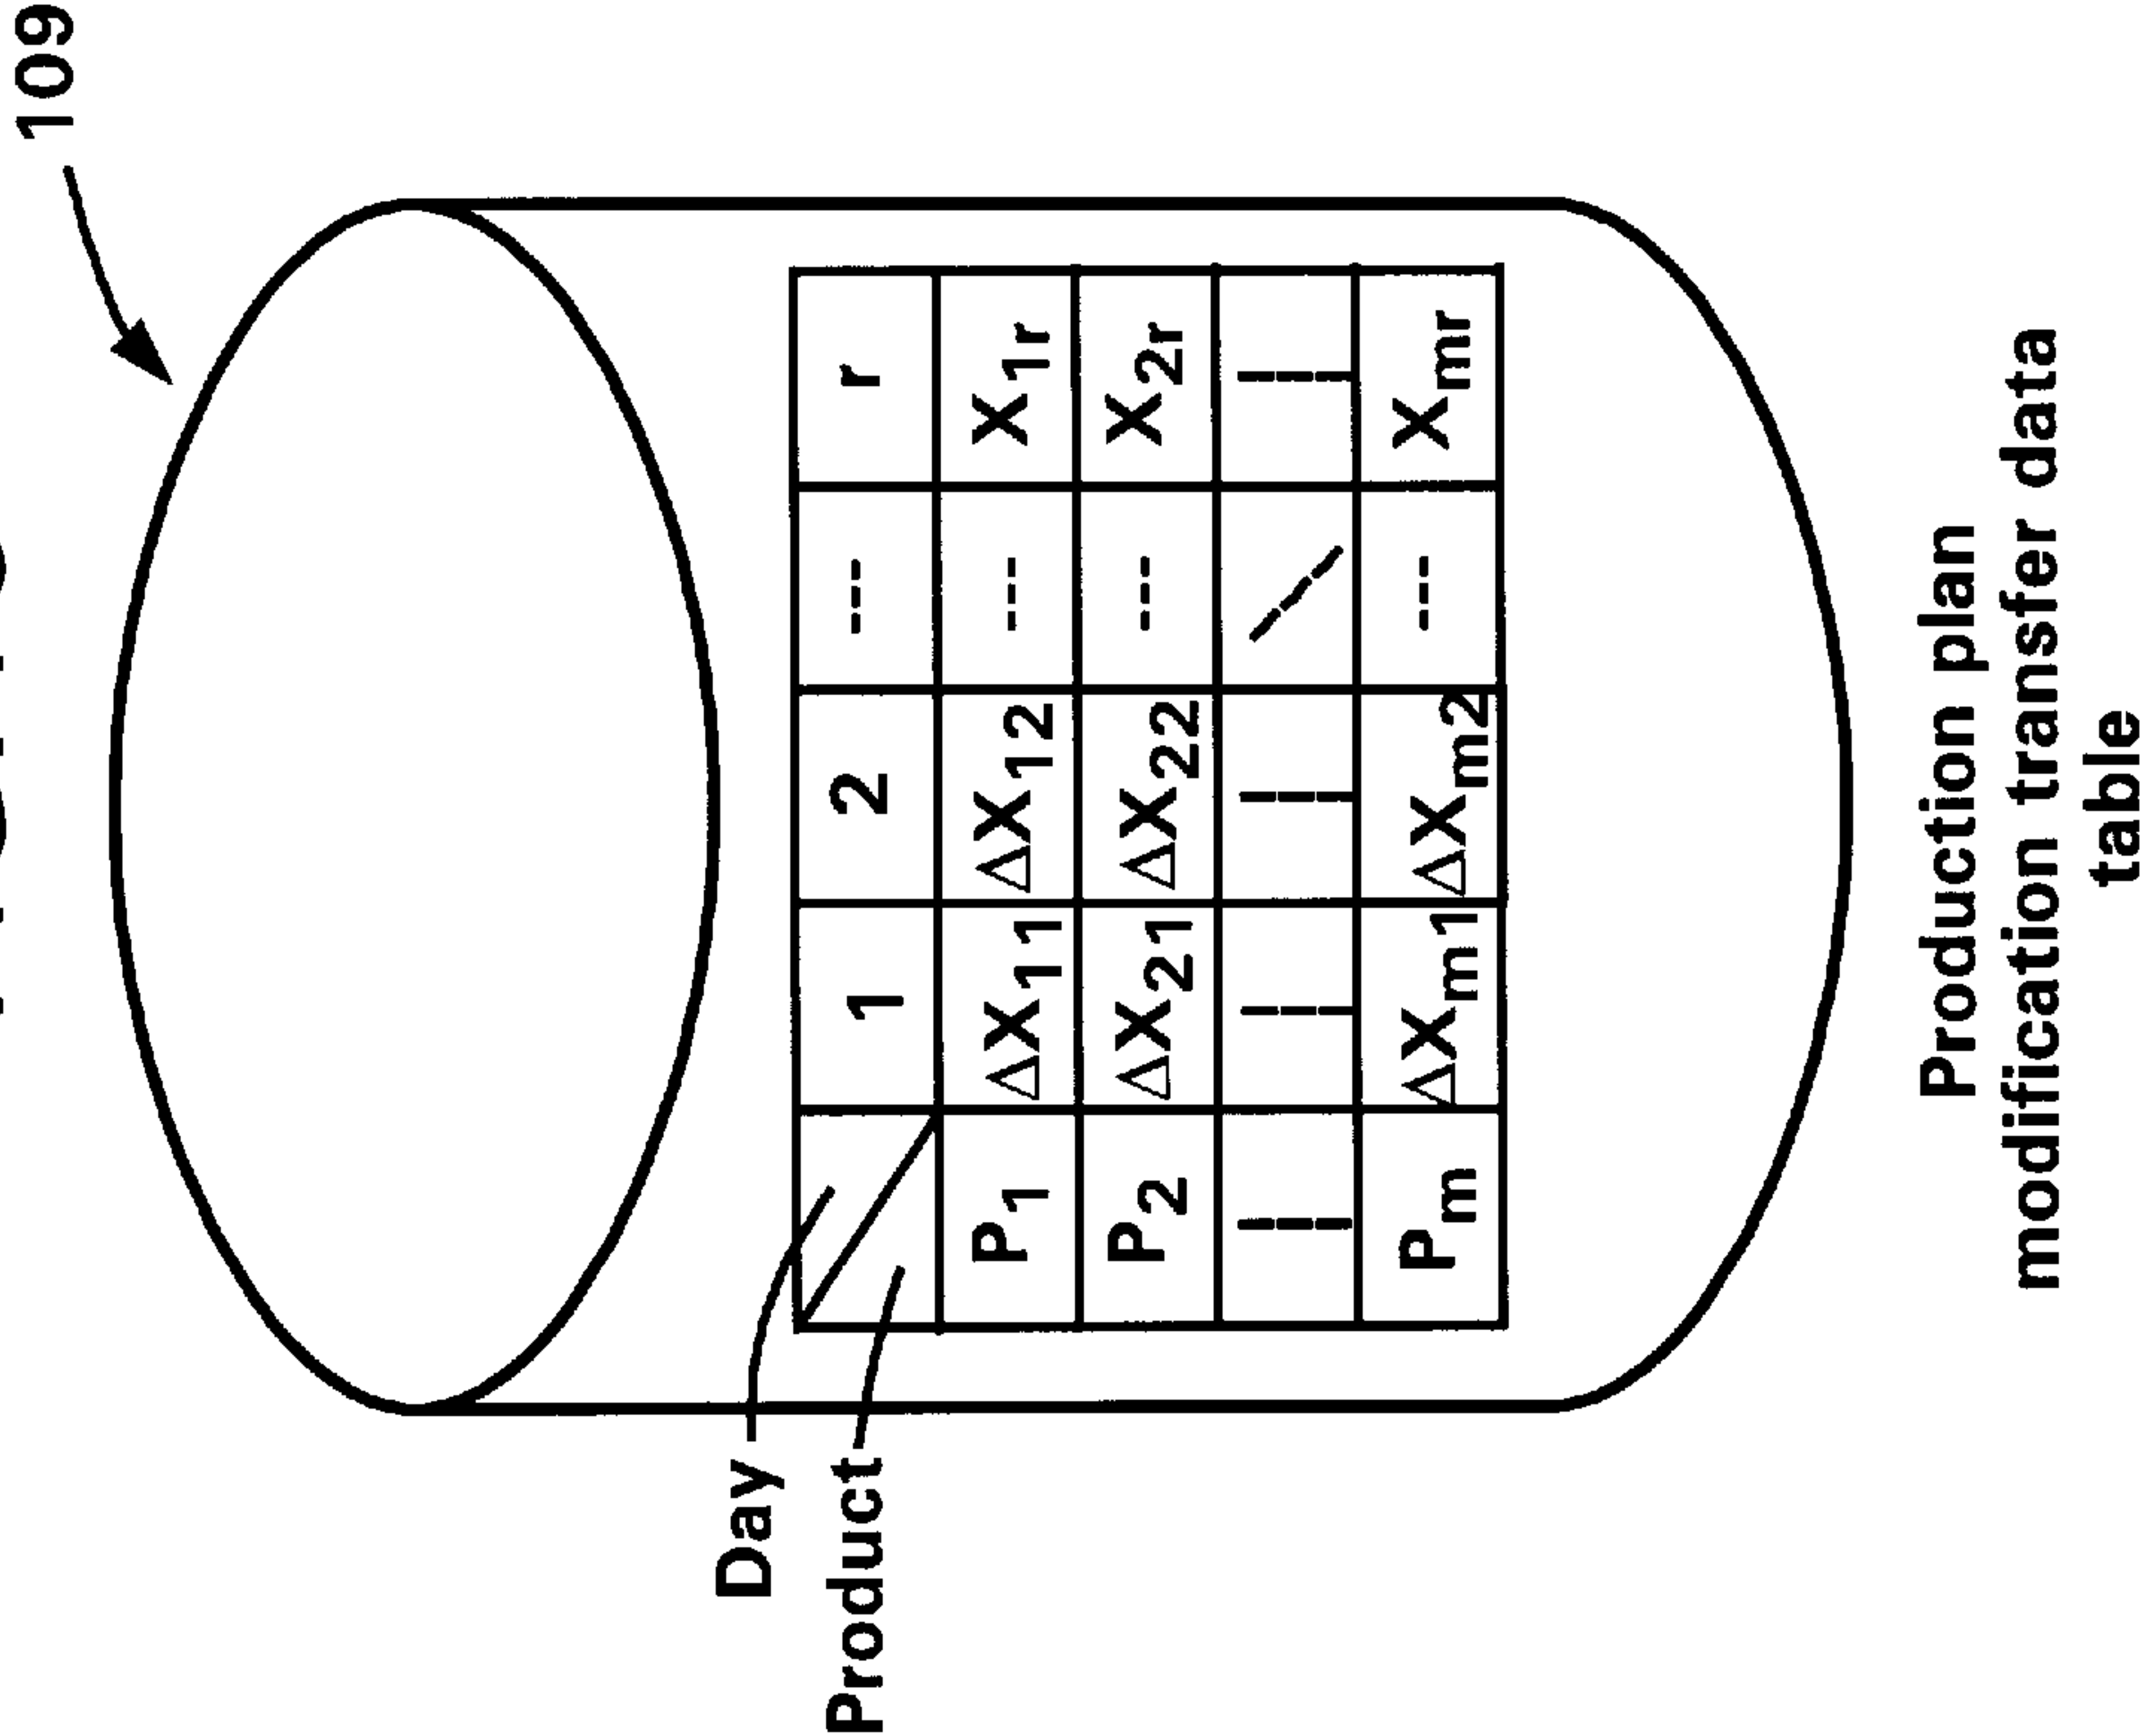 109
Day
Product
1 2 ---- r
P1 ΔX11 ΔX12 ---- X1r
P2 ΔX21 ΔX22 ---- X2r
Pm ΔXm1 ΔXm2 ---- Xmr
Production plan
modification transfer data
table